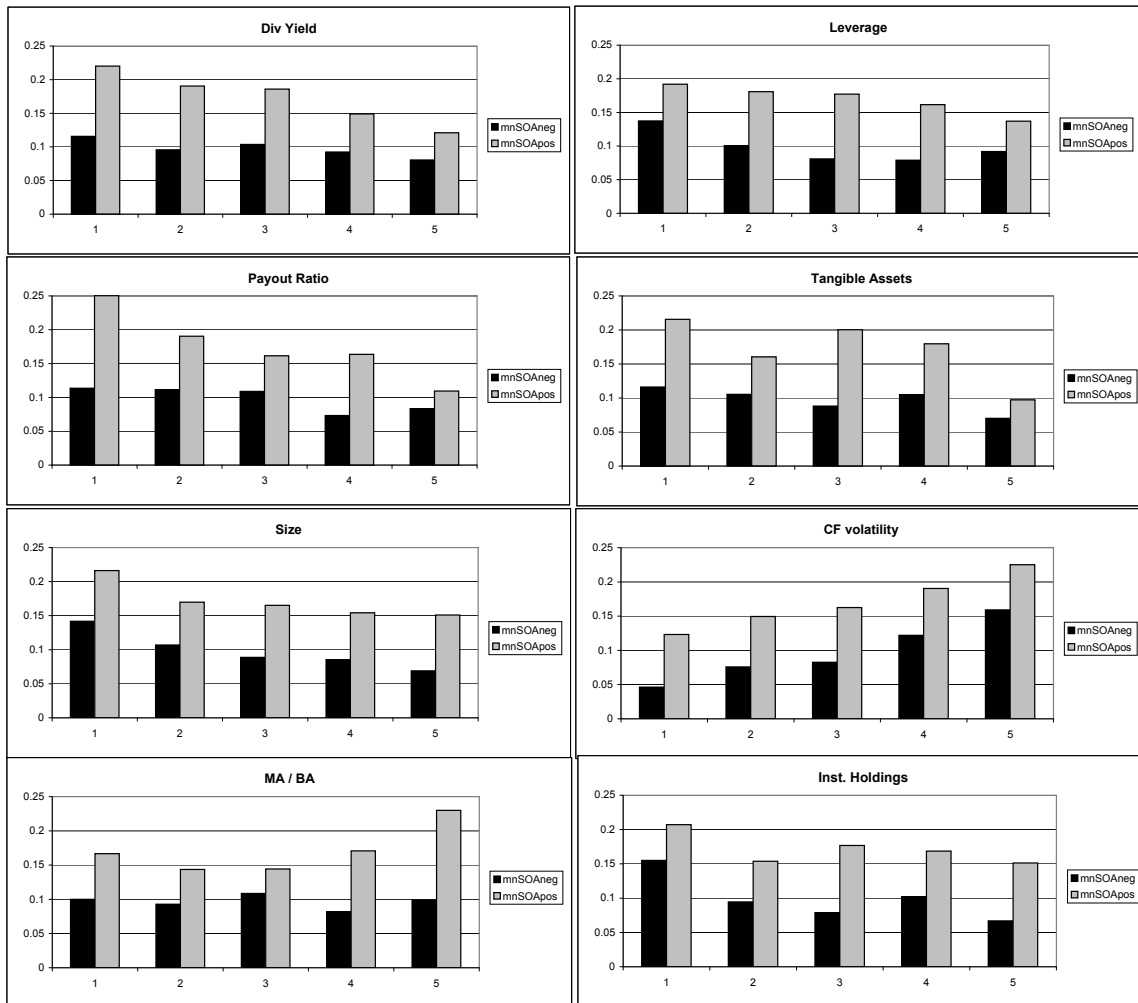 Div Yield
0.25
0.2
0.15
0.1
0.05
0
1 2 3 4 5
mnSOAneg
mnSOApos
Leverage
0.25
0.2
0.15
0.1
0.05
0
1 2 3 4 5
mnSOAneg
mnSOApos
Payout Ratio
0.25
0.2
0.15
0.1
0.05
0
1 2 3 4 5
mnSOAneg
mnSOApos
Tangible Assets
0.25
0.2
0.15
0.1
0.05
0
1 2 3 4 5
mnSOAneg
mnSOApos
Size
0.25
0.2
0.15
0.1
0.05
0
1 2 3 4 5
mnSOAneg
mnSOApos
CF volatility
0.25
0.2
0.15
0.1
0.05
0
1 2 3 4 5
mnSOAneg
mnSOApos
MA / BA
0.25
0.2
0.15
0.1
0.05
0
1 2 3 4 5
mnSOAneg
mnSOApos
Inst. Holdings
0.25
0.2
0.15
0.1
0.05
0
1 2 3 4 5
mnSOAneg
mnSOApos